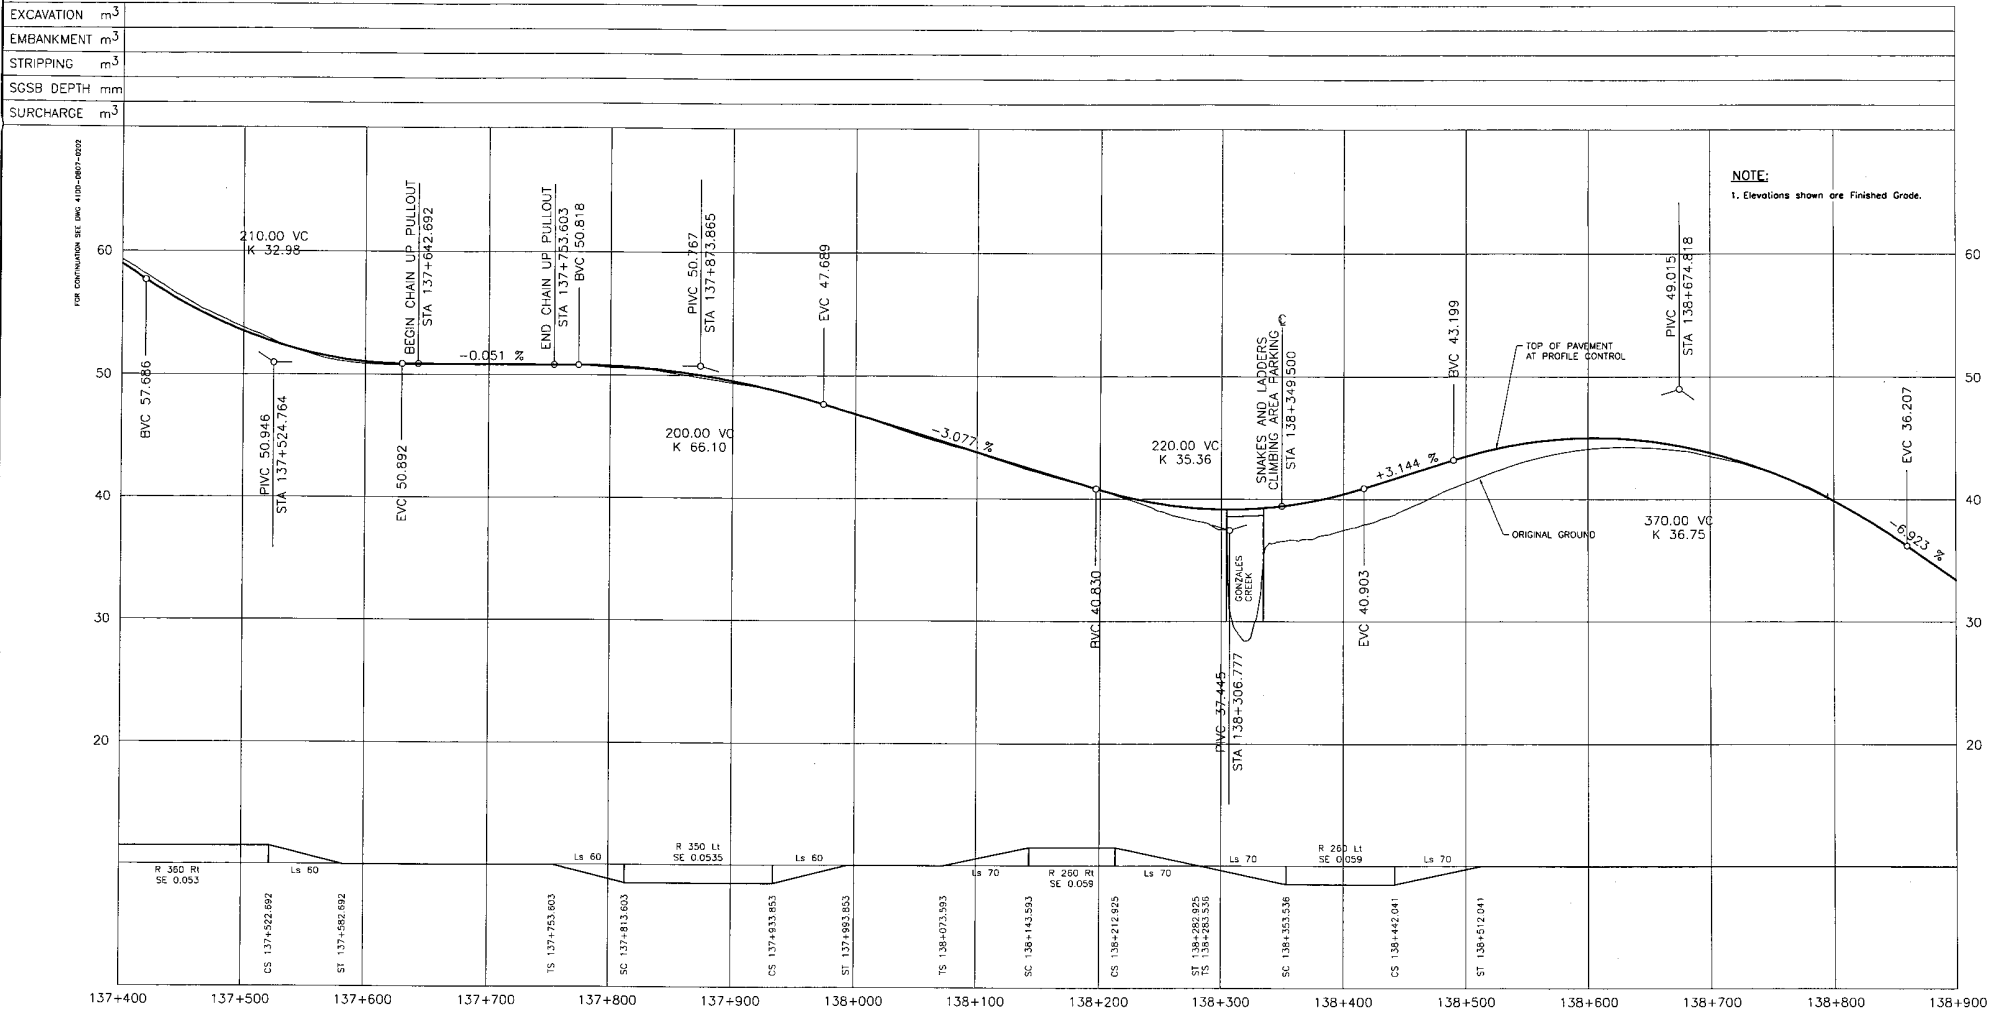 EXCAVATION m3
EMBANKMENT m3
STRIPPING m3
SGSB DEPTH mm
SURCHARGE m3
FOR CONTINUATION SEE DWG 4100-0807-0202
NOTE:
1. Elevations shown are Finished Grade.
60
50
40
30
20
60
50
40
30
20
BVC 57.686
210.00 VC
K 32.98
PIVC 50.946
STA 137+524.764
EVC 50.892
BEGIN CHAIN UP PULLOUT
STA 137+642.692
-0.051 %
END CHAIN UP PULLOUT
STA 137+753.603
BVC 50.818
PIVC 50.767
STA 137+873.865
200.00 VC
K 66.10
EVC 47.689
-3.077 %
BVC 40.830
220.00 VC
K 35.36
PIVC 37.445
STA 138+306.777
GONZALES
CREEK
SNAKES AND LADDERS
CLIMBING AREA PARKING
STA 138+349.500
EVC 40.903
+3.144 %
BVC 43.199
TOP OF PAVEMENT
AT PROFILE CONTROL
ORIGINAL GROUND
PIVC 49.015
STA 138+674.818
370.00 VC
K 36.75
EVC 36.207
-6.923 %
R 360 Rt
SE 0.053
Ls 60
Ls 60
R 350 Lt
SE 0.0535
Ls 60
Ls 70
R 260 Rt
SE 0.059
Ls 70
Ls 70
R 260 Lt
SE 0.059
Ls 70
CS 137+522.692
ST 137+582.692
TS 137+753.603
SC 137+813.603
CS 137+933.853
ST 137+993.853
TS 138+073.593
SC 138+143.593
CS 138+212.925
ST 138+282.925
TS 138+283.536
SC 138+353.536
CS 138+442.041
ST 138+512.041
137+400
137+500
137+600
137+700
137+800
137+900
138+000
138+100
138+200
138+300
138+400
138+500
138+600
138+700
138+800
138+900